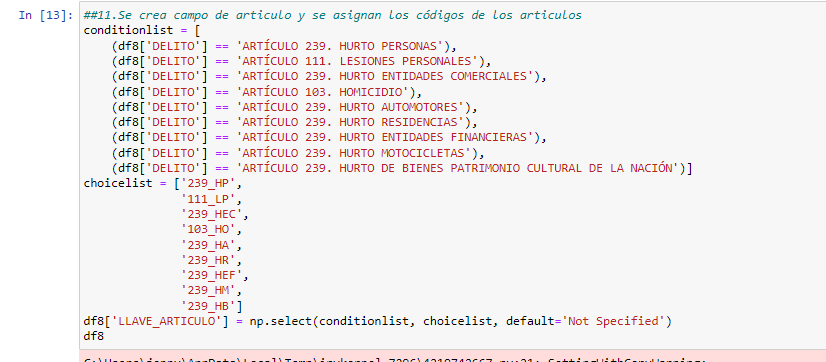 In [13]: ##11.Se crea campo de articulo y se asignan los códigos de los articulos
conditionlist = [
    (df8['DELITO'] == 'ARTÍCULO 239. HURTO PERSONAS'),
    (df8['DELITO'] == 'ARTÍCULO 111. LESIONES PERSONALES'),
    (df8['DELITO'] == 'ARTÍCULO 239. HURTO ENTIDADES COMERCIALES'),
    (df8['DELITO'] == 'ARTÍCULO 103. HOMICIDIO'),
    (df8['DELITO'] == 'ARTÍCULO 239. HURTO AUTOMOTORES'),
    (df8['DELITO'] == 'ARTÍCULO 239. HURTO RESIDENCIAS'),
    (df8['DELITO'] == 'ARTÍCULO 239. HURTO ENTIDADES FINANCIERAS'),
    (df8['DELITO'] == 'ARTÍCULO 239. HURTO MOTOCICLETAS'),
    (df8['DELITO'] == 'ARTÍCULO 239. HURTO DE BIENES PATRIMONIO CULTURAL DE LA NACIÓN')]
choicelist = ['239_HP',
              '111_LP',
              '239_HEC',
              '103_HO',
              '239_HA',
              '239_HR',
              '239_HEF',
              '239_HM',
              '239_HB']
df8['LLAVE_ARTICULO'] = np.select(conditionlist, choicelist, default='Not Specified')
df8